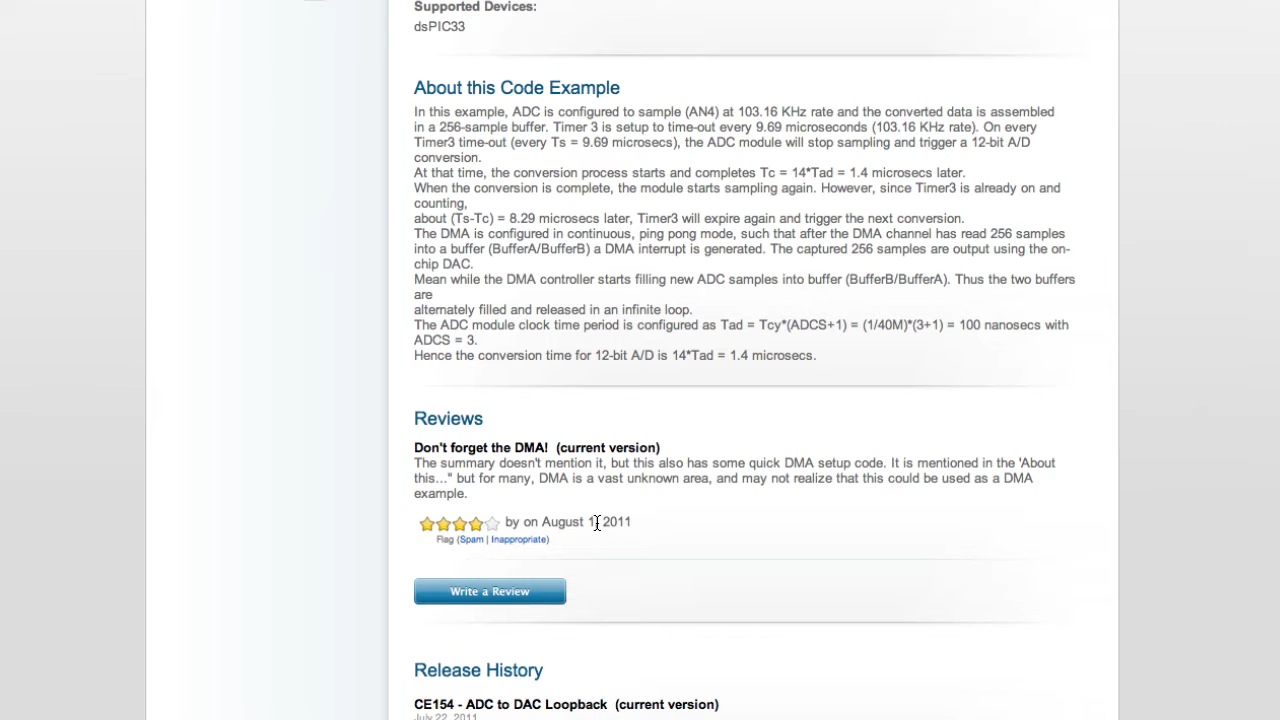 Supported Devices:
dsPIC33
About this Code Example
In this example, ADC is configured to sample (AN4) at 103.16 KHz rate and the converted data is assembled
in a 256-sample buffer. Timer 3 is setup to time-out every 9.69 microseconds (103.16 KHz rate). On every
Timer3 time-out (every Ts = 9.69 microsecs), the ADC module will stop sampling and trigger a 12-bit A/D
conversion.
At that time, the conversion process starts and completes Tc = 14*Tad = 1.4 microsecs later.
When the conversion is complete, the module starts sampling again. However, since Timer3 is already on and
counting,
about (Ts-Tc) = 8.29 microsecs later, Timer3 will expire again and trigger the next conversion.
The DMA is configured in continuous, ping pong mode, such that after the DMA channel has read 256 samples
into a buffer (BufferA/BufferB) a DMA interrupt is generated. The captured 256 samples are output using the on-
chip DAC.
Mean while the DMA controller starts filling new ADC samples into buffer (BufferB/BufferA). Thus the two buffers
are
alternately filled and released in an infinite loop.
The ADC module clock time period is configured as Tad = Tcy*(ADCS+1) = (1/40M)*(3+1) = 100 nanosecs with
ADCS = 3.
Hence the conversion time for 12-bit A/D is 14*Tad = 1.4 microsecs.
Reviews
Don't forget the DMA! (current version)
The summary doesn't mention it, but this also has some quick DMA setup code. It is mentioned in the 'About
this..." but for many, DMA is a vast unknown area, and may not realize that this could be used as a DMA
example.
by on August 2011
Flag (Spam | Inappropriate)
Write a Review
Release History
CE154 - ADC to DAC Loopback (current version)
July 22, 2011